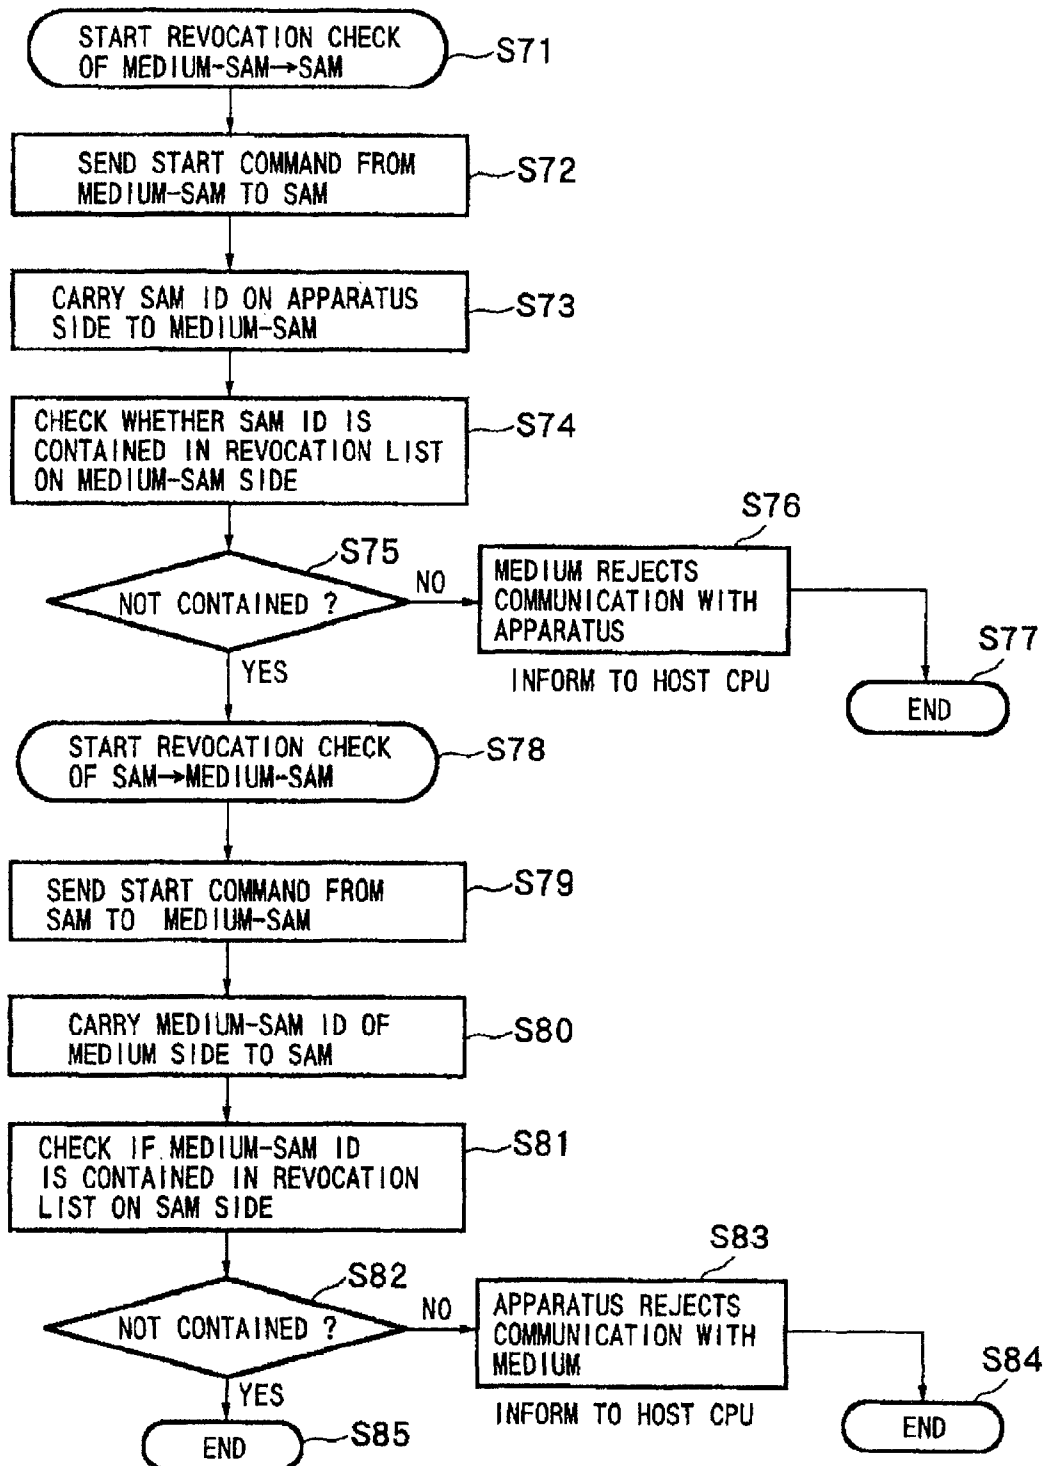 START REVOCATION CHECK
OF MEDIUM-SAM→SAM
S71
SEND START COMMAND FROM
MEDIUM-SAM TO SAM
S72
CARRY SAM ID ON APPARATUS
SIDE TO MEDIUM-SAM
S73
CHECK WHETHER SAM ID IS
CONTAINED IN REVOCATION LIST
ON MEDIUM-SAM SIDE
S74
S75
NOT CONTAINED ?
NO
YES
S76
MEDIUM REJECTS
COMMUNICATION WITH
APPARATUS
INFORM TO HOST CPU
S77
END
START REVOCATION CHECK
OF SAM→MEDIUM-SAM
S78
SEND START COMMAND FROM
SAM TO MEDIUM-SAM
S79
CARRY MEDIUM-SAM ID OF
MEDIUM SIDE TO SAM
S80
CHECK IF MEDIUM-SAM ID
IS CONTAINED IN REVOCATION
LIST ON SAM SIDE
S81
S82
NOT CONTAINED ?
NO
YES
S83
APPARATUS REJECTS
COMMUNICATION WITH
MEDIUM
INFORM TO HOST CPU
S84
END
END
S85